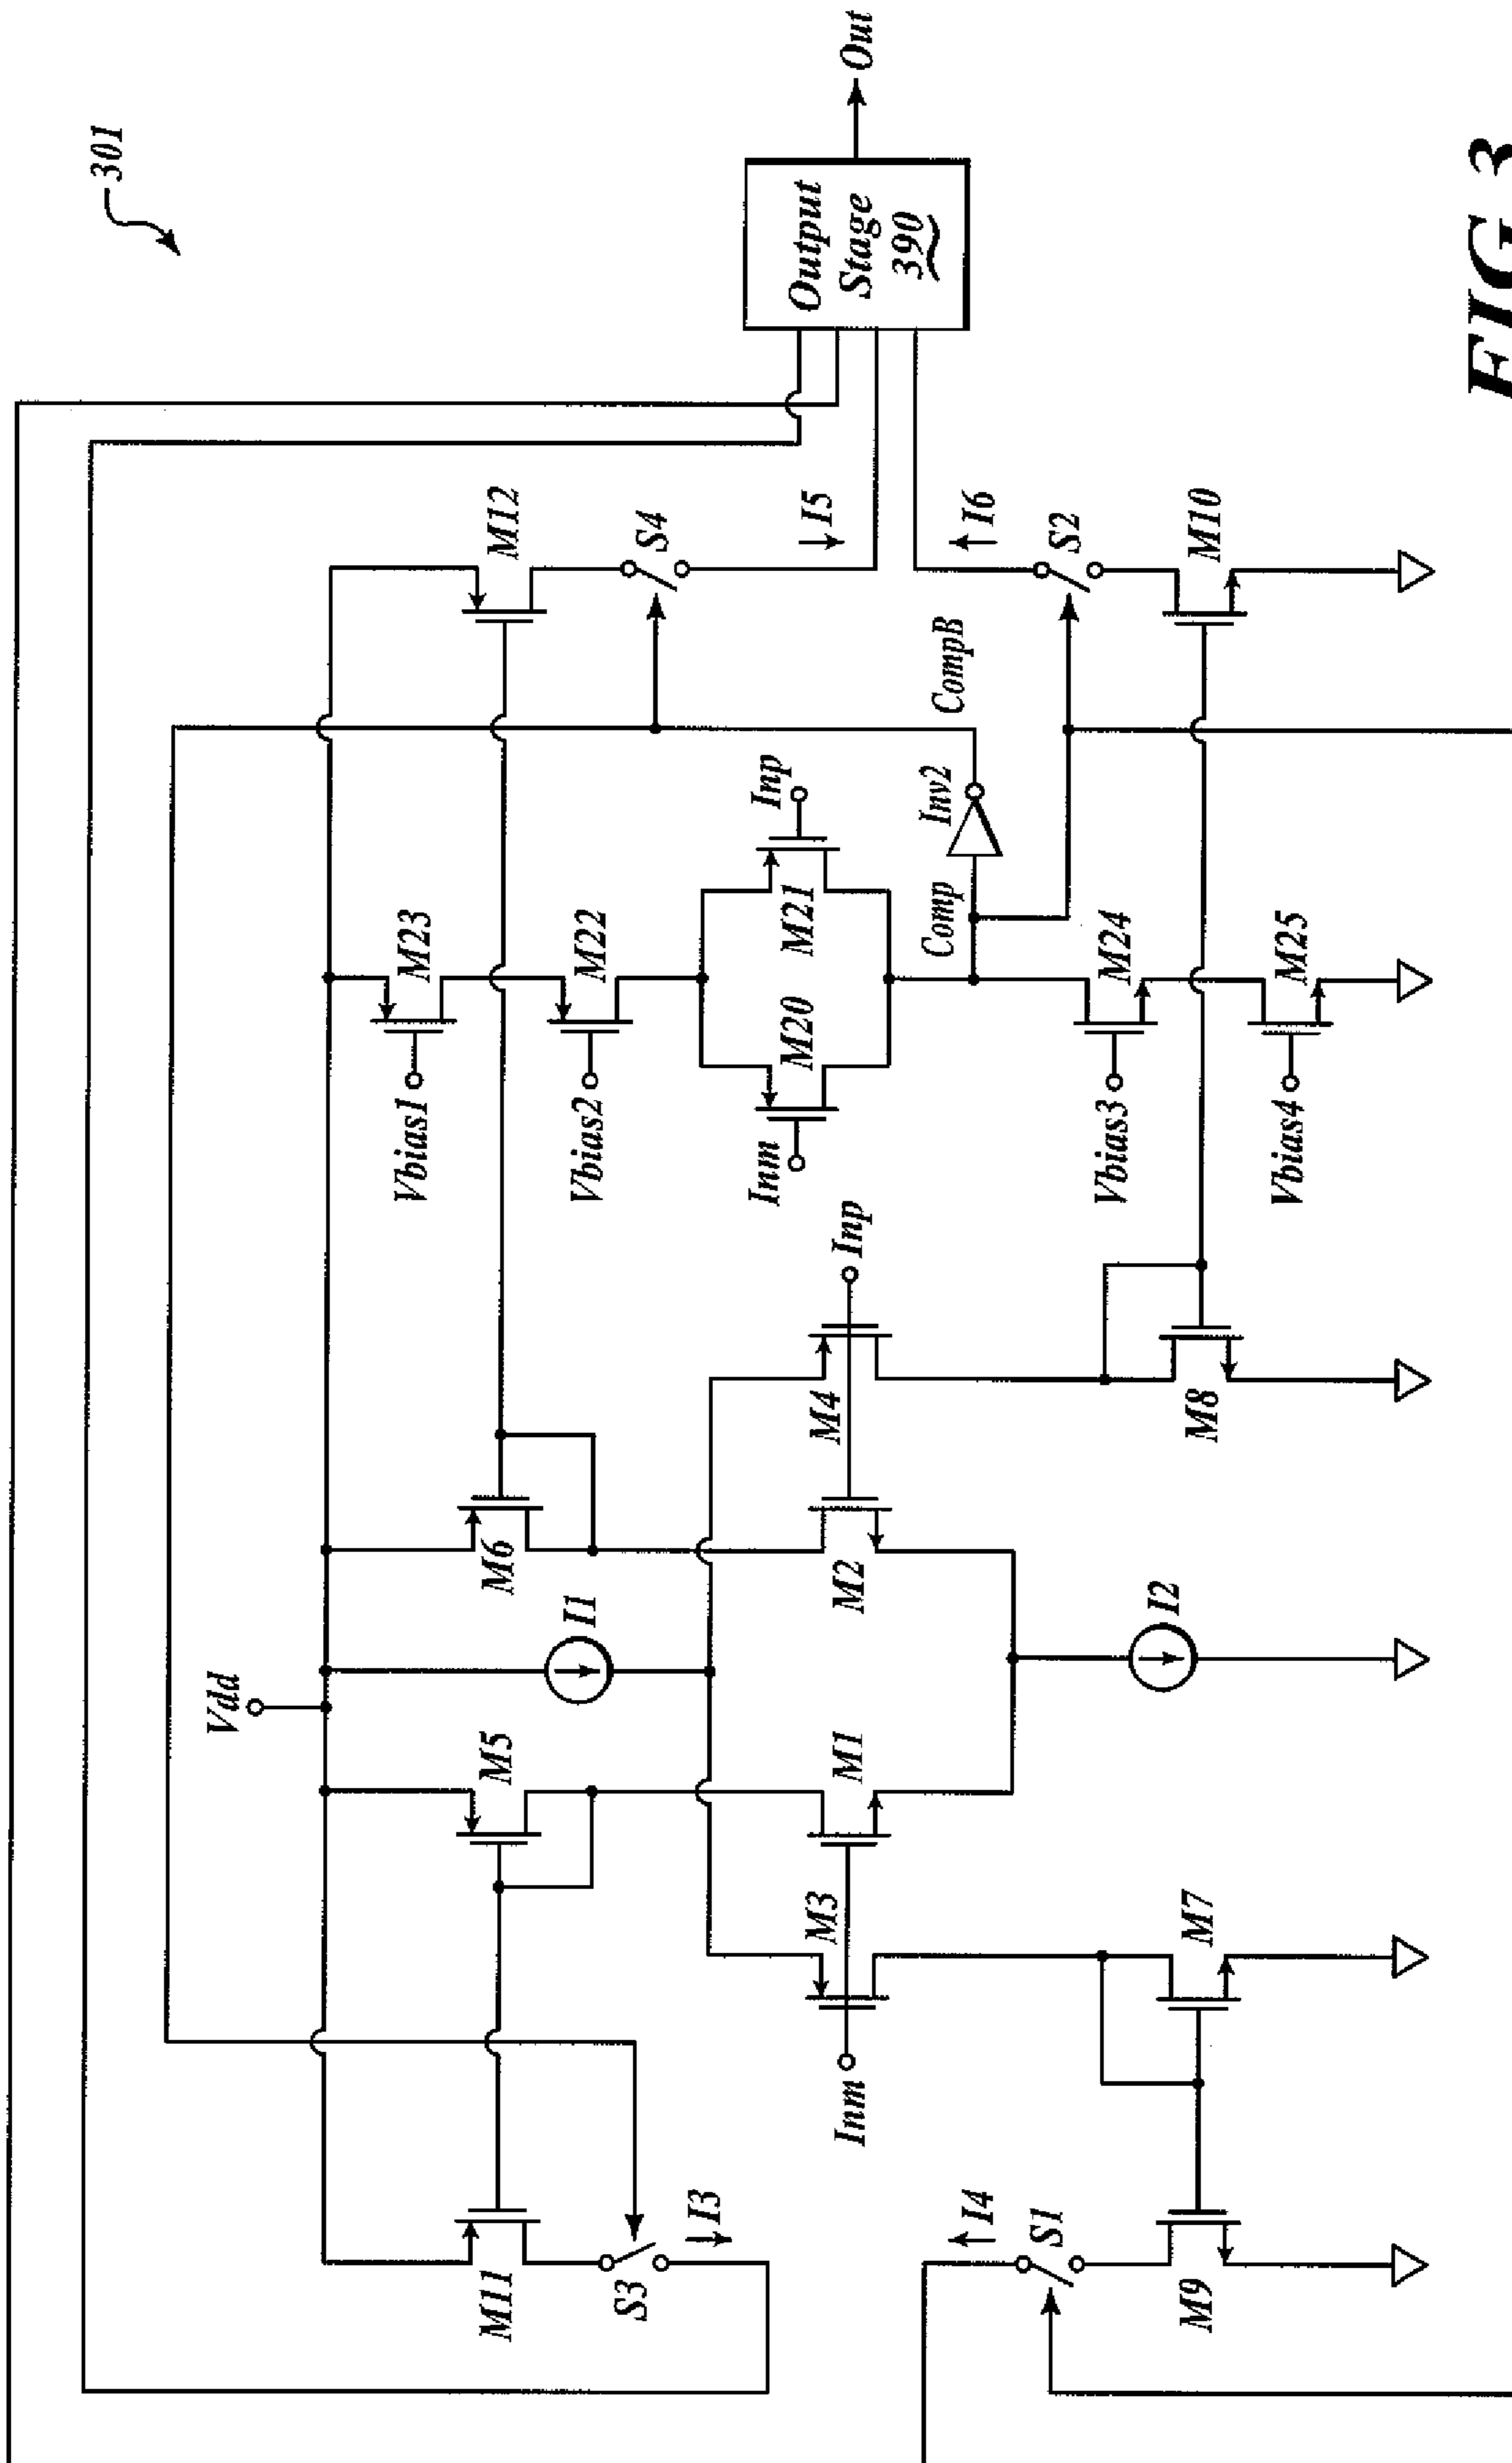 301
Vdd
M11
M5
I1
M6
Vbias1
M23
M12
Vbias2
M22
S3
I3
S4
I5
Inm
M3
M1
M2
M4
Inp
Inm
M20
M21
Inp
Output
Stage
390
Out
Comp
Inv2
CompB
I4
S1
I6
S2
M9
M7
I2
M8
Vbias3
M24
M10
Vbias4
M25
FIG 3